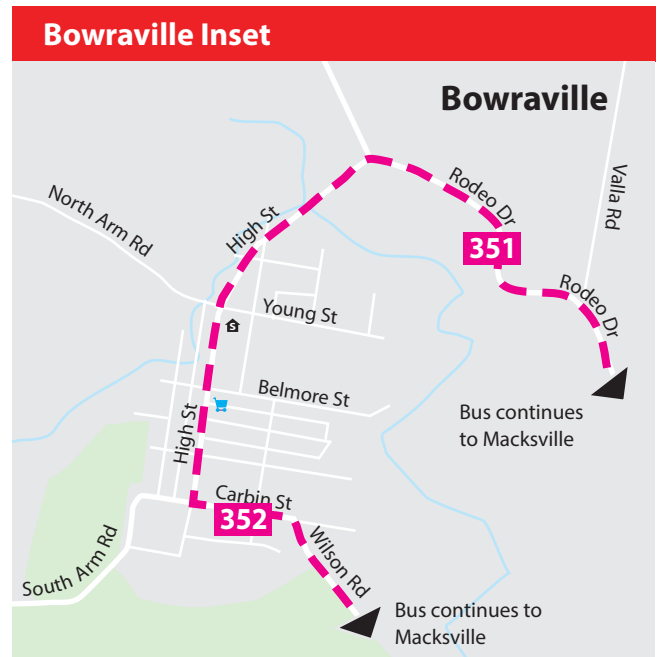 Bowraville Inset
Bowraville
Rodeo Dr
Valla Rd
North Arm Rd
High St
351
Young St
Rodeo Dr
S
Belmore St
Bus continues
to Macksville
High St
Carbin St
352
Wilson Rd
South Arm Rd
Bus continues to
Macksville